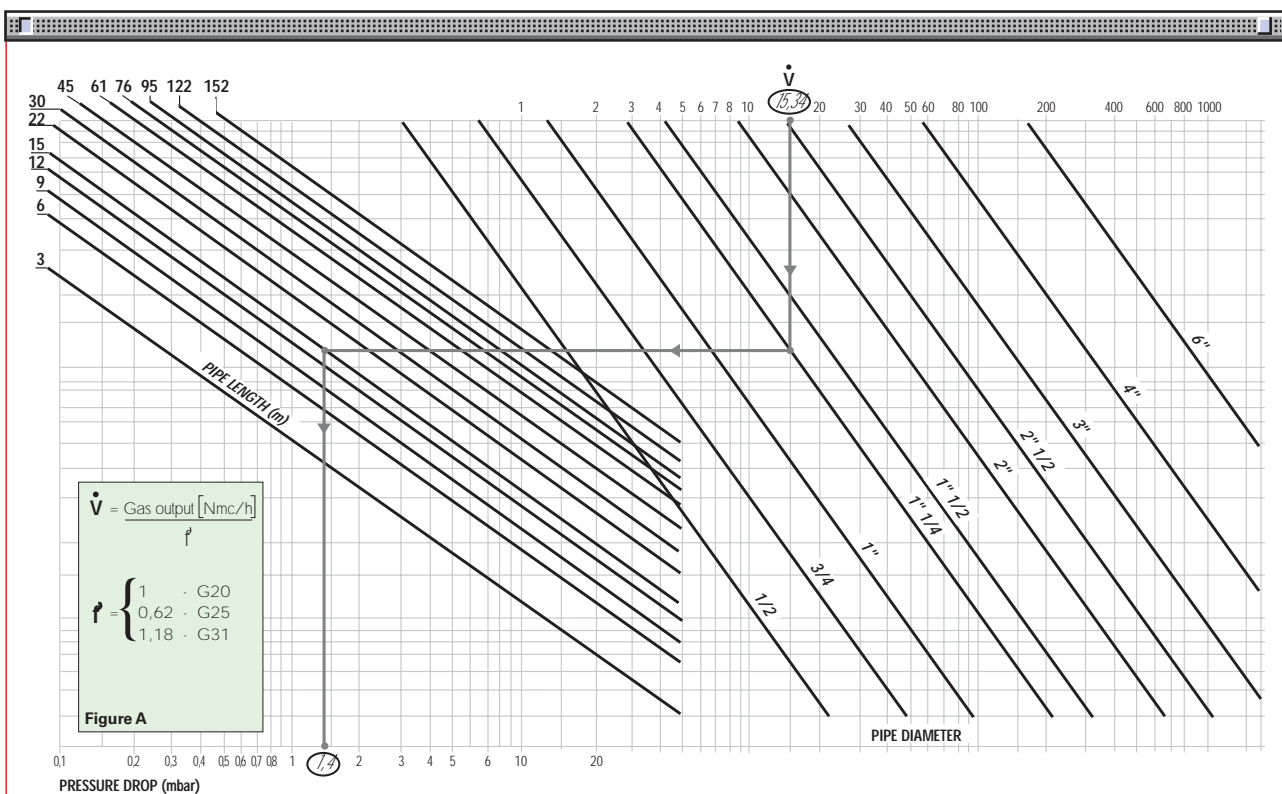 45 61 76 95 122 152
V̇
30
22
15
12
9
6
3
1 2 3 4 5 6 7 8 10 15,34 20 30 40 50 60 80 100 200 400 600 800 1000
PIPE LENGTH (m)
6"
4"
3"
2" 1/2
2"
1" 1/2
1" 1/4
1"
3/4
1/2
V̇ = Gas output [Nmc/h]
f
f = { 1 - G20
0,62 - G25
1,18 - G31
Figure A
PIPE DIAMETER
0,1 0,2 0,3 0,4 0,5 0,6 0,7 0,8 1 1,4 2 3 4 5 6 10 20
PRESSURE DROP (mbar)